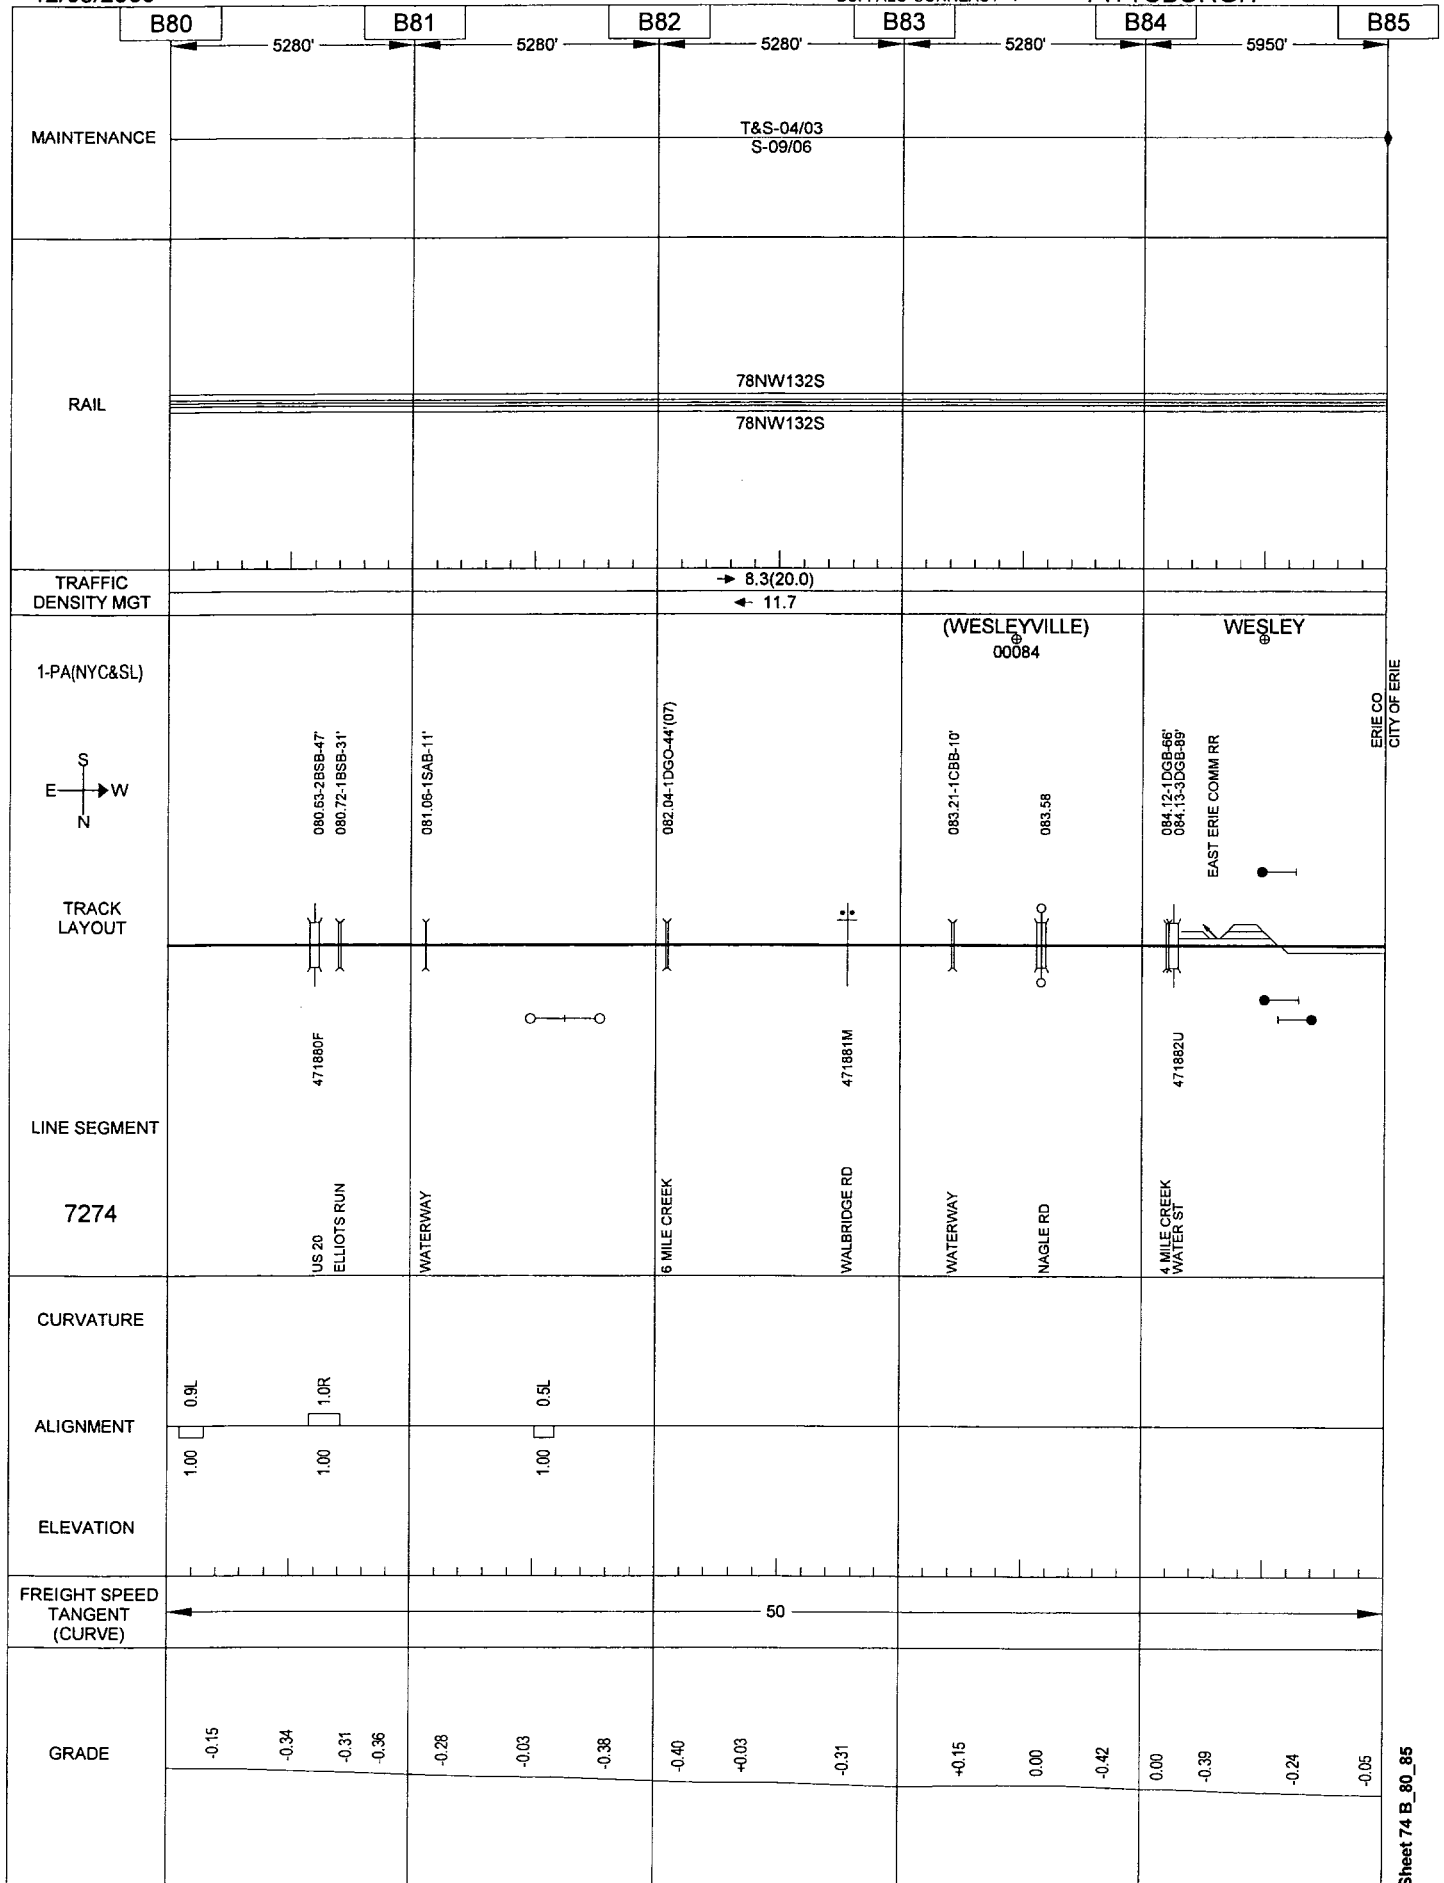 B80 B81 B82 B83 B84 B85
5280' 5280' 5280' 5280' 5950'
MAINTENANCE
T&S-04/03
S-09/06
RAIL
78NW132S
78NW132S
TRAFFIC
DENSITY MGT
8.3(20.0)
11.7
1-PA(NYC&SL)
(WESLEYVILLE)
00084
WESLEY
ERIE CO
CITY OF ERIE
S
E W
N
080.63-2BSB-47'
080.72-1BSB-31'
081.06-1SAB-11'
082.04-1DGO-44'(07)
083.21-1CBB-10'
083.58
084.12-1DGB-66'
084.13-3DGB-89'
EAST ERIE COMM RR
TRACK
LAYOUT
471880F
471881M
471882U
LINE SEGMENT
7274
US 20
ELLIOTS RUN
WATERWAY
6 MILE CREEK
WALBRIDGE RD
WATERWAY
NAGLE RD
4 MILE CREEK
WATER ST
CURVATURE
0.9L
1.0R
0.5L
ALIGNMENT
1.00
1.00
1.00
ELEVATION
FREIGHT SPEED
TANGENT
(CURVE)
50
GRADE
-0.15
-0.34
-0.31
-0.36
-0.28
-0.03
-0.38
-0.40
+0.03
-0.31
+0.15
0.00
-0.42
0.00
-0.39
-0.24
-0.05
Sheet 74 B_80_85